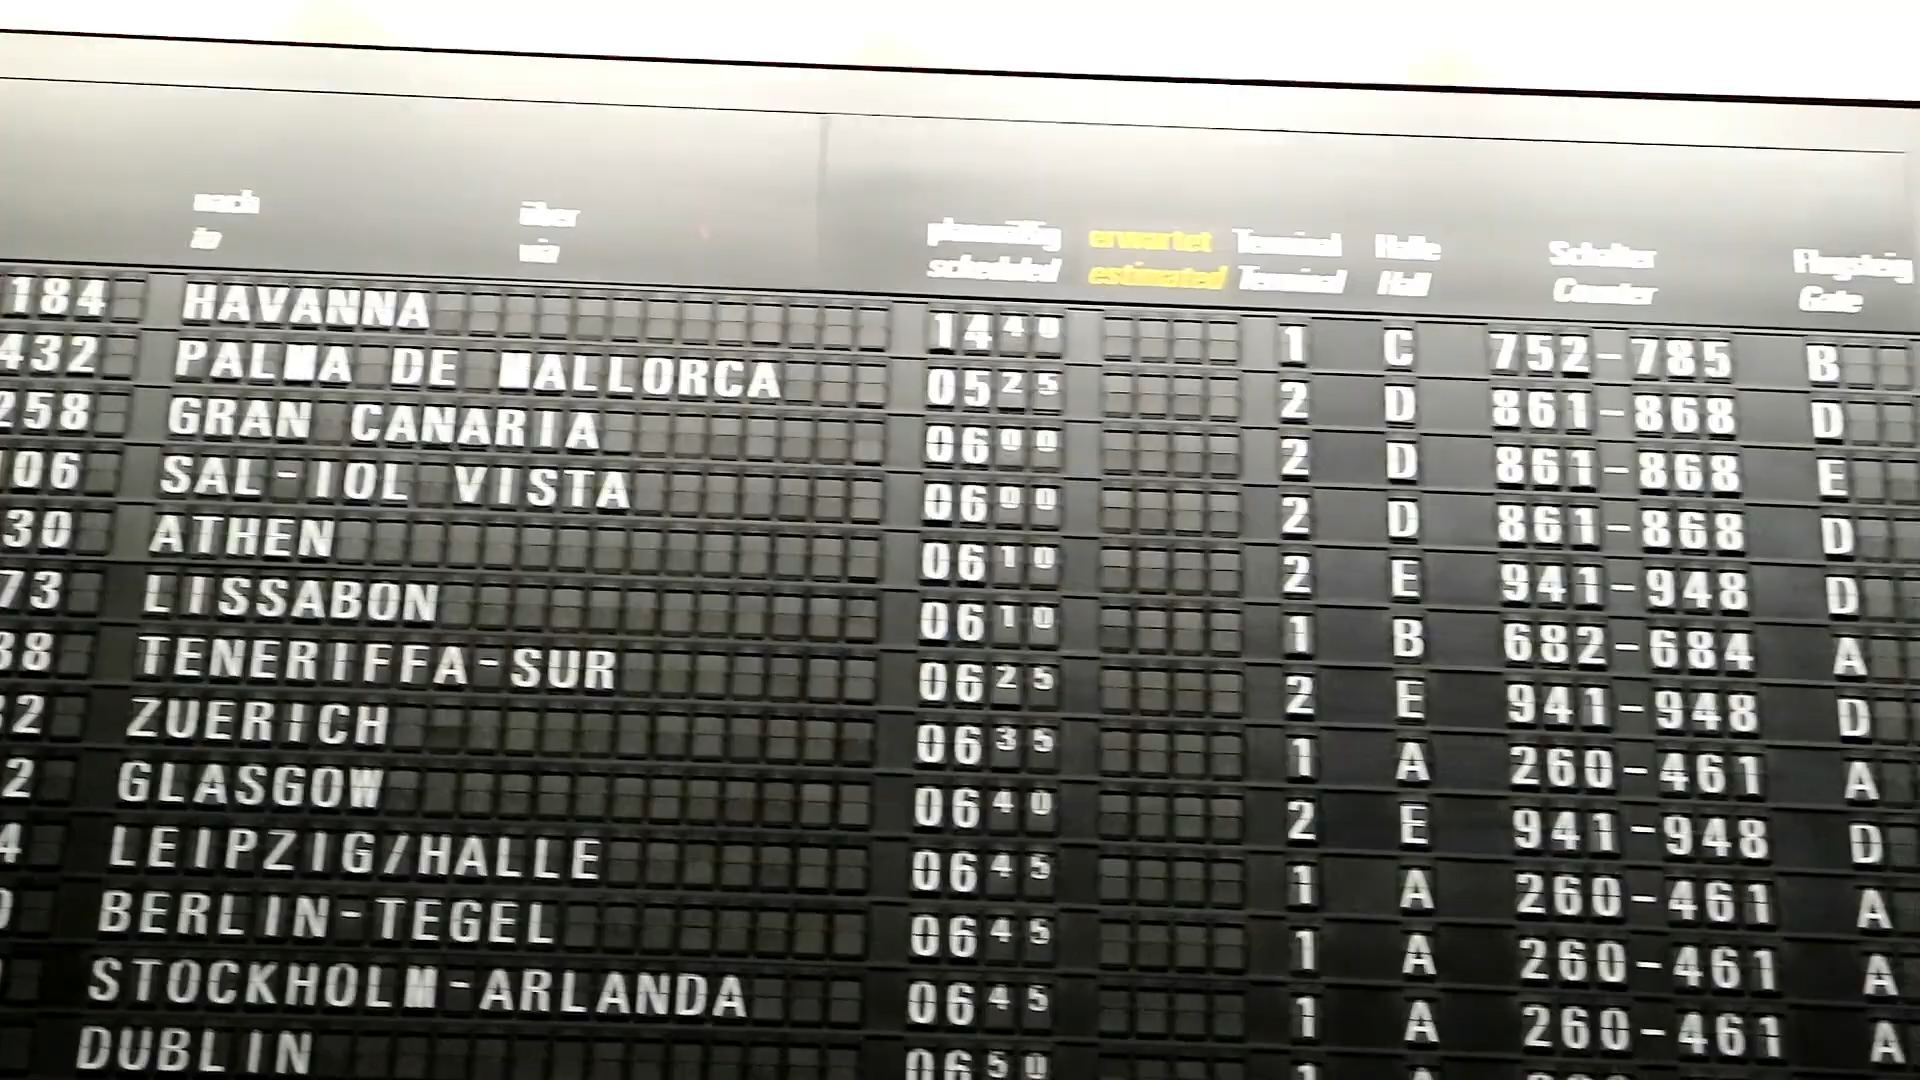 nach über planmäßig erwartet Terminal Halle Schalter Flugsteig
to via scheduled estimated Terminal Hall Counter Gate
184 HAVANNA 14 40 1 C 752-785 B
432 PALMA DE MALLORCA 05 25 2 D 861-868 D
258 GRAN CANARIA 06 00 2 D 861-868 E
06 SAL-IOL VISTA 06 00 2 D 861-868 D
30 ATHEN 06 10 2 E 941-948 D
73 LISSABON 06 10 1 B 682-684 A
38 TENERIFFA-SUR 06 25 2 E 941-948 D
2 ZUERICH 06 35 1 A 260-461 A
2 GLASGOW 06 40 2 E 941-948 D
4 LEIPZIG/HALLE 06 45 1 A 260-461 A
BERLIN-TEGEL 06 45 1 A 260-461 A
STOCKHOLM-ARLANDA 06 45 1 A 260-461 A
DUBLIN 06 50